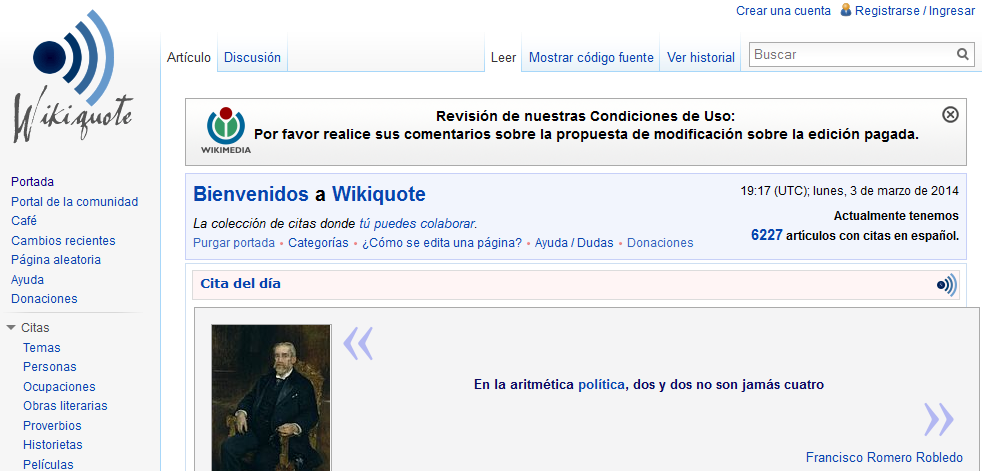 Crear una cuenta Registrarse / Ingresar
Artículo Discusión Leer Mostrar código fuente Ver historial Buscar
Wikiquote
Revisión de nuestras Condiciones de Uso:
Por favor realice sus comentarios sobre la propuesta de modificación sobre la edición pagada.
WIKIMEDIA
Portada
Portal de la comunidad
Café
Cambios recientes
Página aleatoria
Ayuda
Donaciones
Citas
Temas
Personas
Ocupaciones
Obras literarias
Proverbios
Historietas
Películas
Bienvenidos a Wikiquote
19:17 (UTC); lunes, 3 de marzo de 2014
La colección de citas donde tú puedes colaborar.
Actualmente tenemos
6227 artículos con citas en español.
Purgar portada • Categorías • ¿Cómo se edita una página? • Ayuda / Dudas • Donaciones
Cita del día
«
En la aritmética política, dos y dos no son jamás cuatro
»
Francisco Romero Robledo